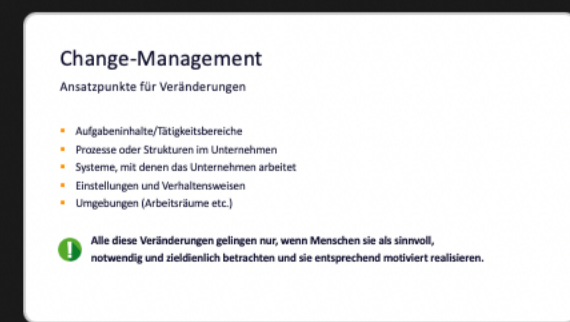 Change-Management
Ansatzpunkte für Veränderungen
Aufgabeninhalte/Tätigkeitsbereiche
Prozesse oder Strukturen im Unternehmen
Systeme, mit denen das Unternehmen arbeitet
Einstellungen und Verhaltensweisen
Umgebungen (Arbeitsräume etc.)
Alle diese Veränderungen gelingen nur, wenn Menschen sie als sinnvoll,
notwendig und zieldienlich betrachten und sie entsprechend motiviert realisieren.